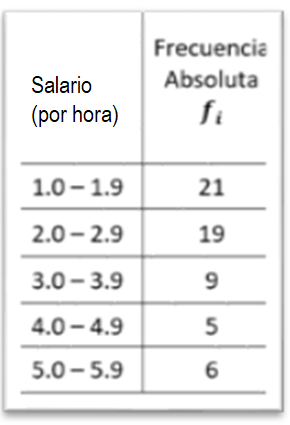 Salario
(por hora)
Frecuencia
Absoluta
fᵢ
1.0 – 1.9 21
2.0 – 2.9 19
3.0 – 3.9 9
4.0 – 4.9 5
5.0 – 5.9 6